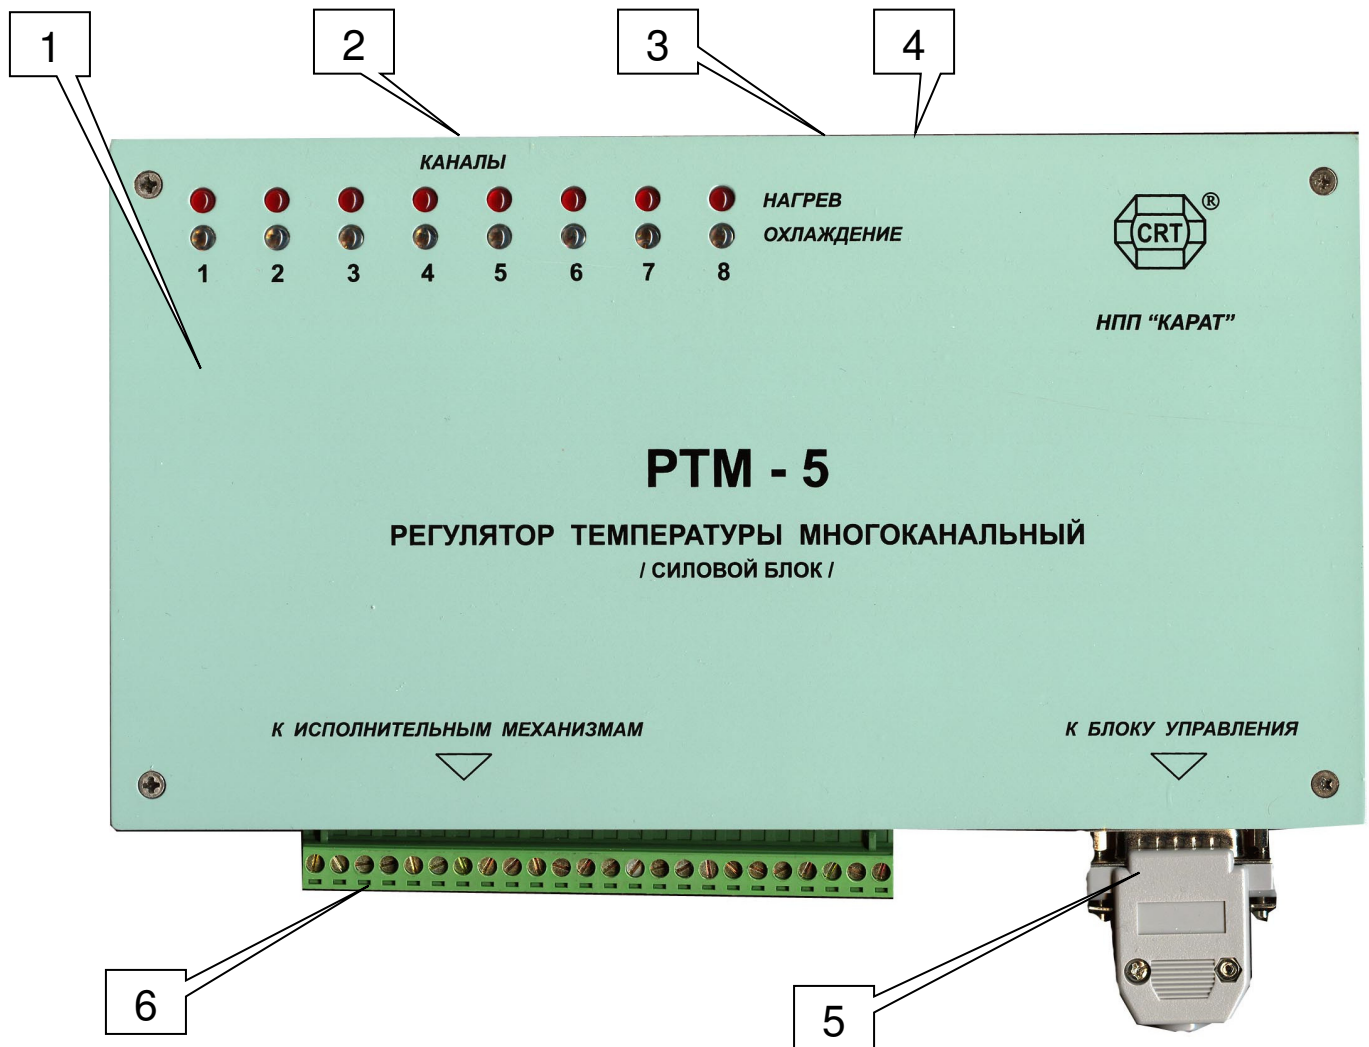 1
2
3
4
КАНАЛЫ
НАГРЕВ
ОХЛАЖДЕНИЕ
1 2 3 4 5 6 7 8
CRT ®
НПП “КАРАТ”
РТМ - 5
РЕГУЛЯТОР ТЕМПЕРАТУРЫ МНОГОКАНАЛЬНЫЙ
/ СИЛОВОЙ БЛОК /
К ИСПОЛНИТЕЛЬНЫМ МЕХАНИЗМАМ
К БЛОКУ УПРАВЛЕНИЯ
6
5